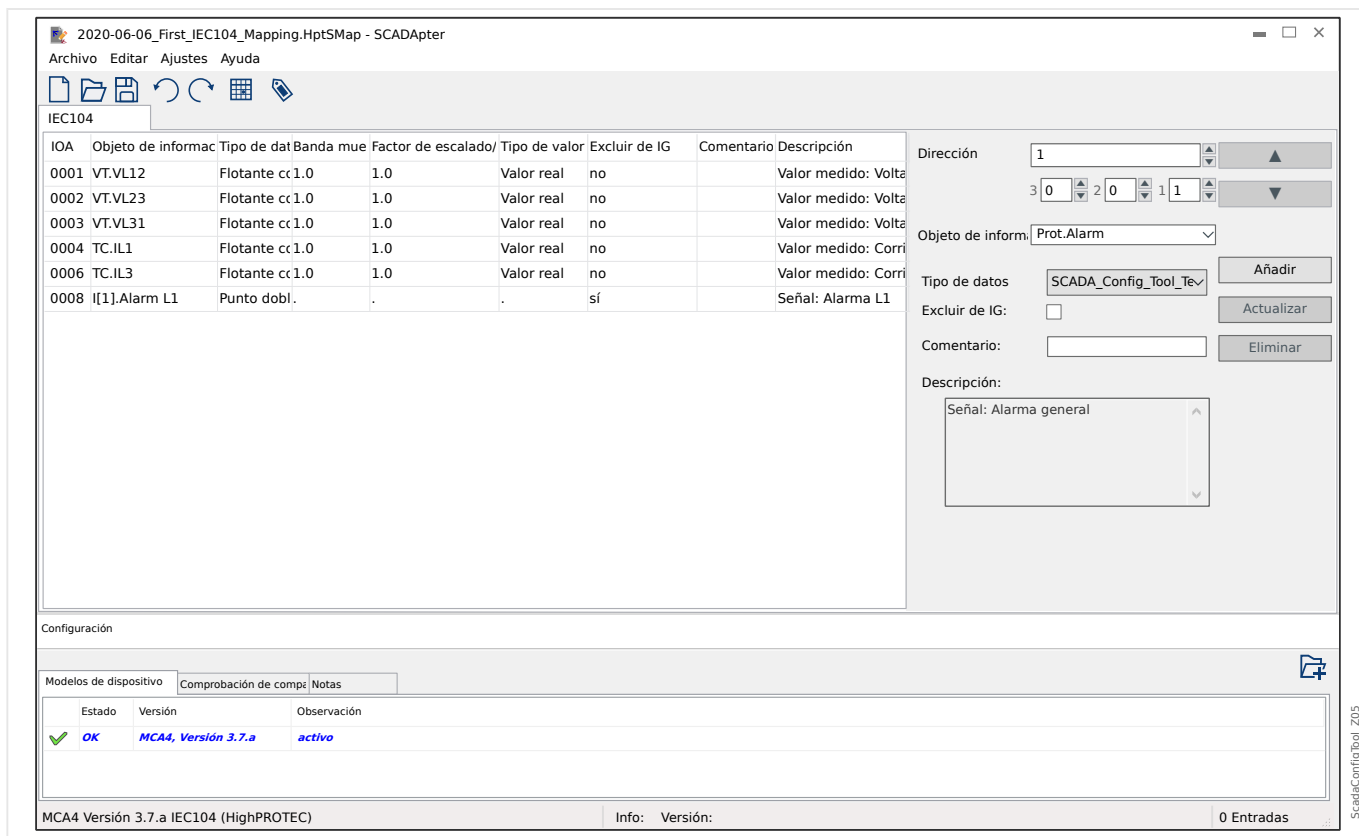 2020-06-06_First_IEC104_Mapping.HptSMap - SCADApter
Archivo Editar Ajustes Ayuda
IEC104
IOA Objeto de informac Tipo de dat Banda mue Factor de escalado/ Tipo de valor Excluir de IG Comentario Descripción
0001 VT.VL12 Flotante co 1.0 1.0 Valor real no Valor medido: Volta
0002 VT.VL23 Flotante co 1.0 1.0 Valor real no Valor medido: Volta
0003 VT.VL31 Flotante co 1.0 1.0 Valor real no Valor medido: Volta
0004 TC.IL1 Flotante co 1.0 1.0 Valor real no Valor medido: Corri
0006 TC.IL3 Flotante co 1.0 1.0 Valor real no Valor medido: Corri
0008 I[1].Alarm L1 Punto dobl . . . sí Señal: Alarma L1
Dirección 1
3 0 2 0 1 1
Objeto de inform Prot.Alarm
Añadir
Tipo de datos SCADA_Config_Tool_Te
Excluir de IG: Actualizar
Comentario: Eliminar
Descripción:
Señal: Alarma general
Configuración
Modelos de dispositivo Comprobación de compa Notas
Estado Versión Observación
OK MCA4, Versión 3.7.a activo
MCA4 Versión 3.7.a IEC104 (HighPROTEC) Info: Versión: 0 Entradas
ScadaConfigTool_Z05